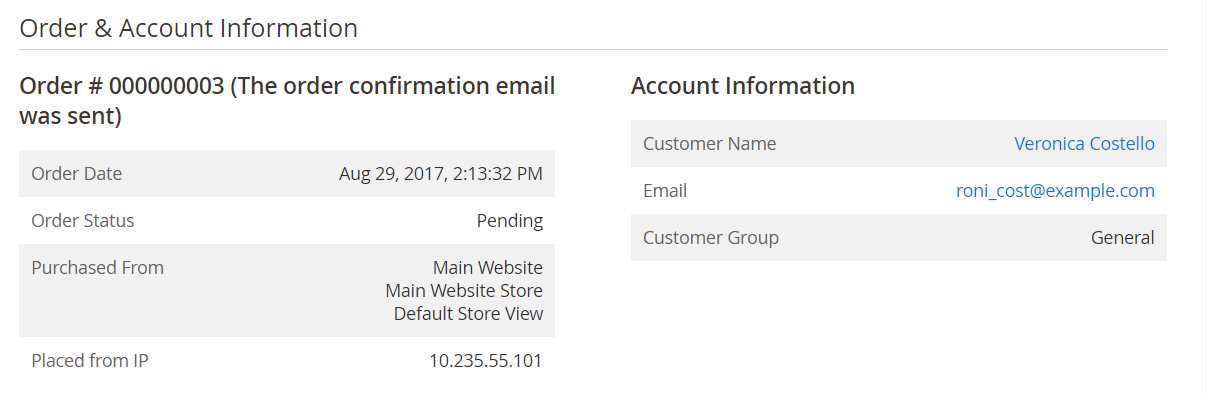 Order & Account Information
Order # 000000003 (The order confirmation email
was sent)
Order Date Aug 29, 2017, 2:13:32 PM
Order Status Pending
Purchased From Main Website
Main Website Store
Default Store View
Placed from IP 10.235.55.101
Account Information
Customer Name Veronica Costello
Email roni_cost@example.com
Customer Group General